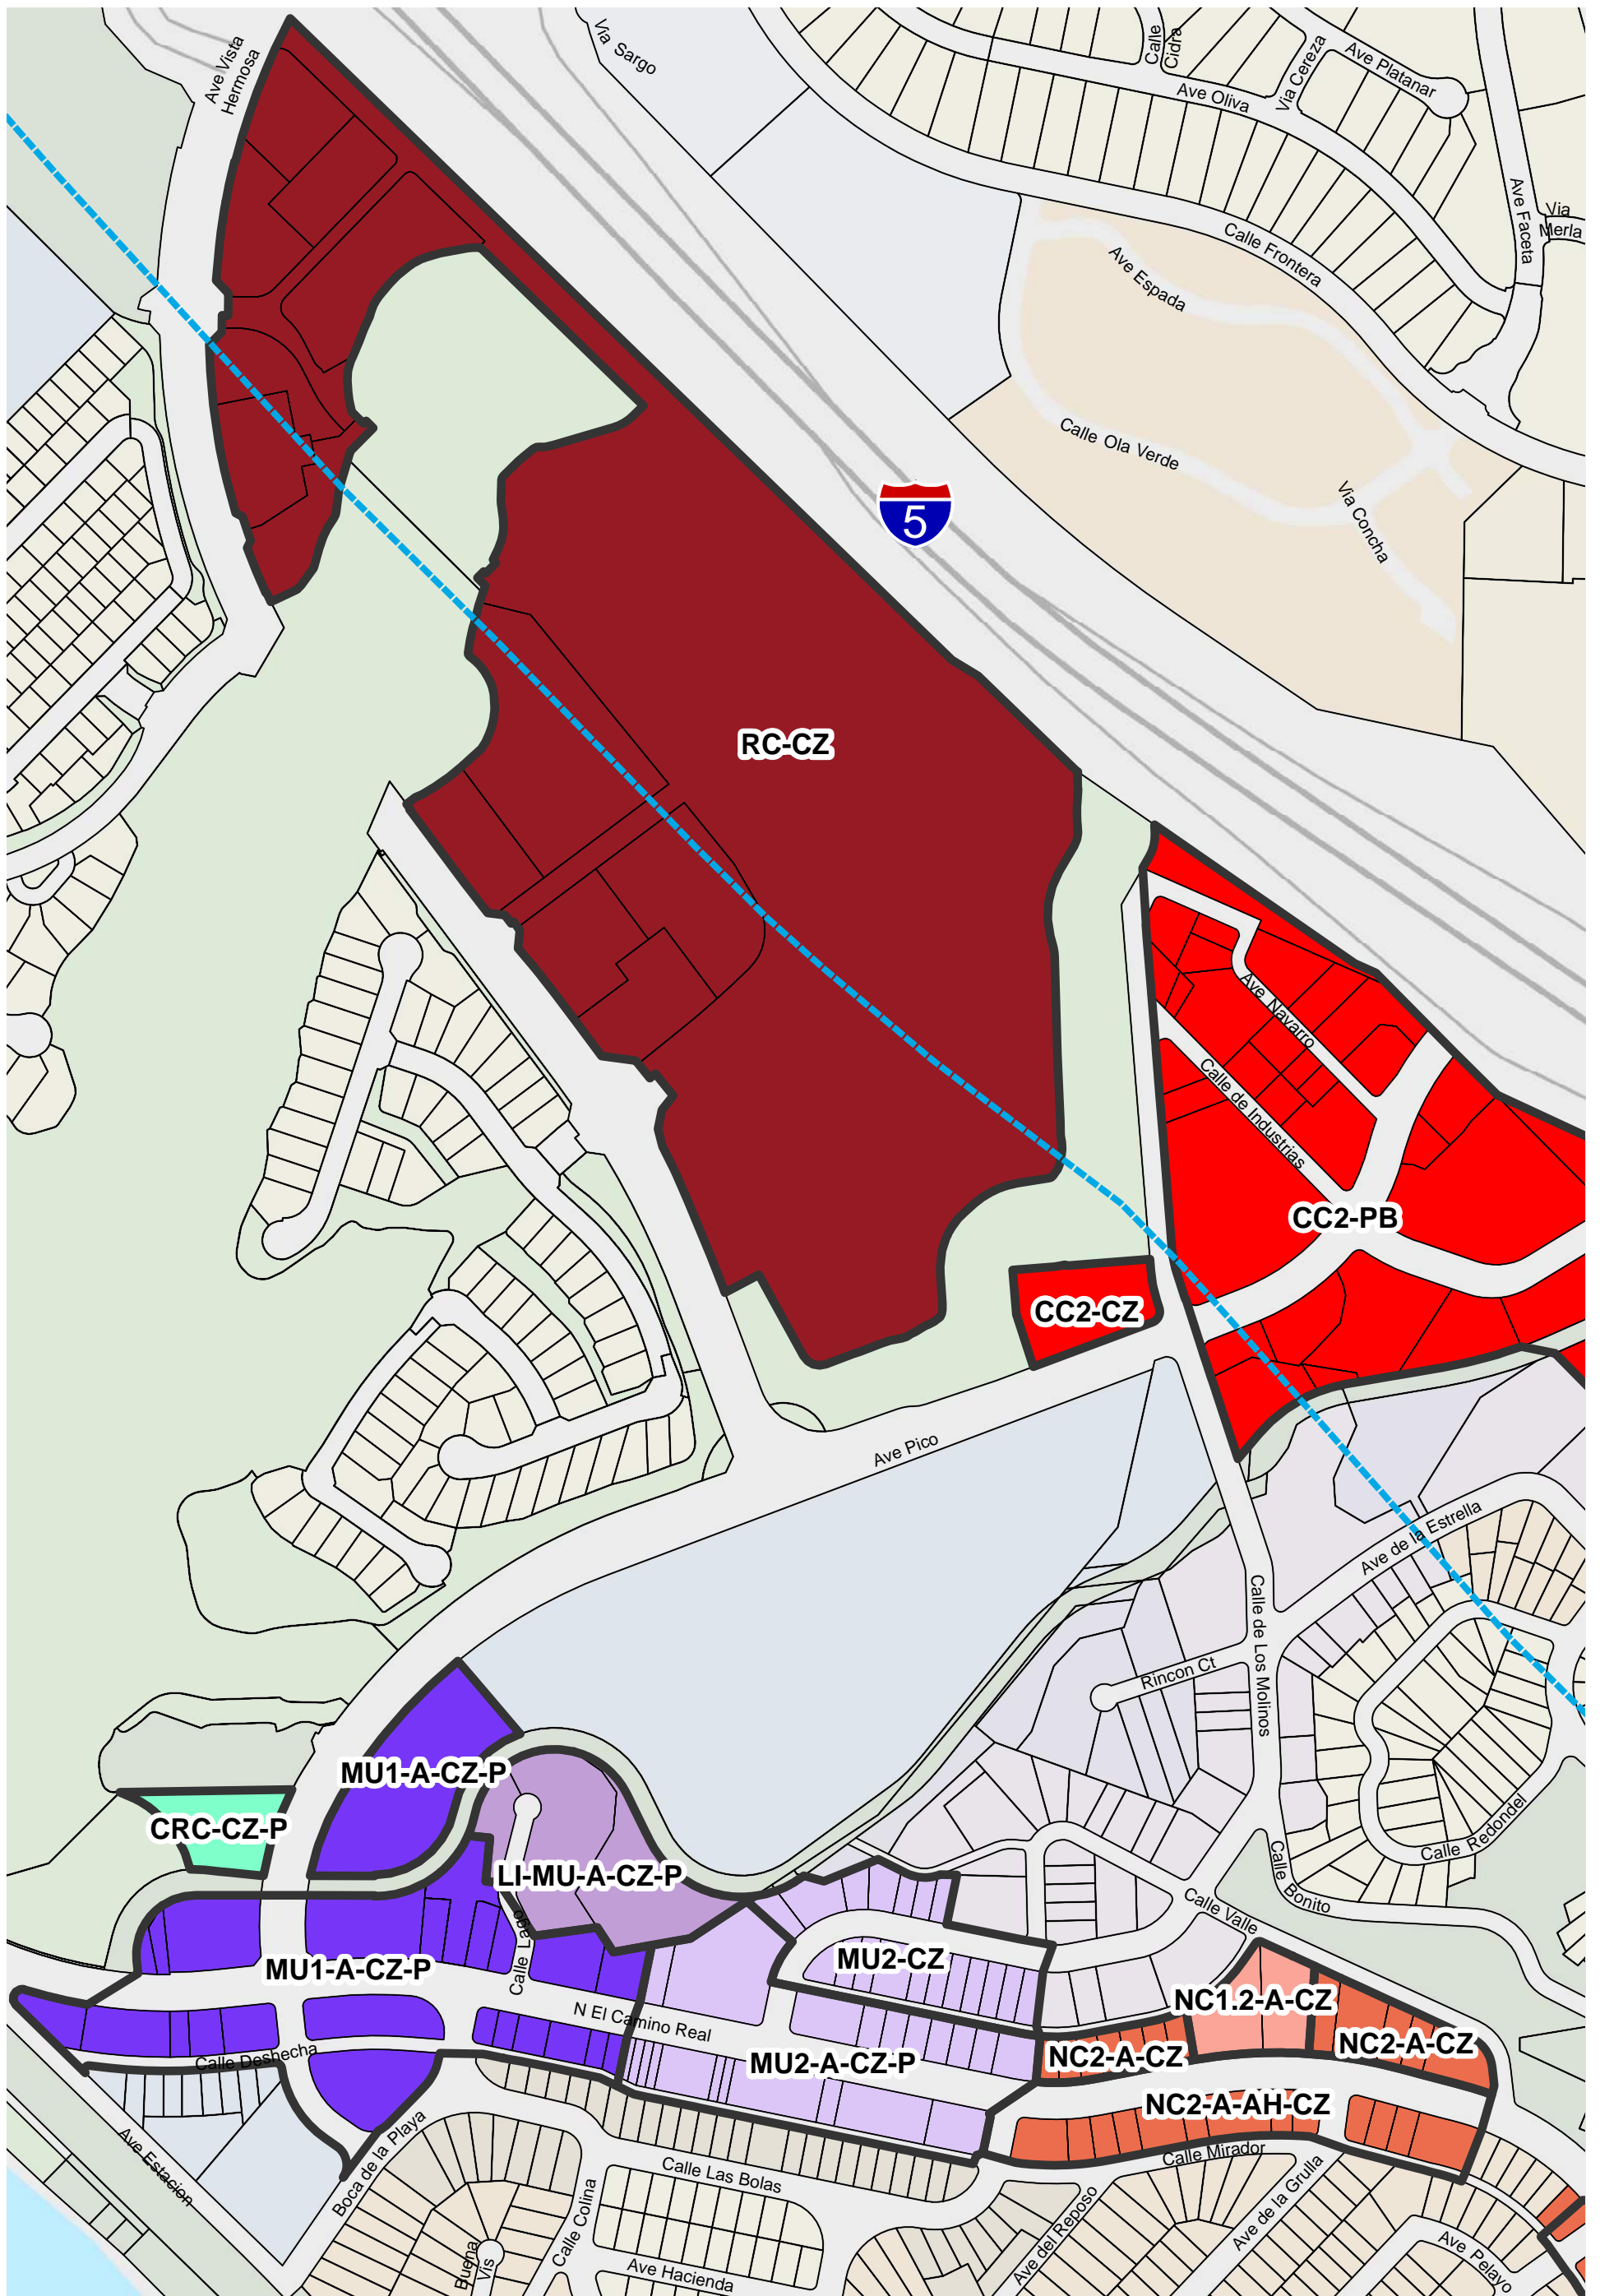 Ave Vista
Hermosa
Via Sargo
Calle
Cidra
Via Cereza
Ave Platanar
Ave Oliva
Ave Faceta
Via
Merla
Calle Frontera
Ave Espada
Calle Ola Verde
Via Concha
5
RC-CZ
Ave Navarro
Calle de Industrias
CC2-PB
CC2-CZ
Ave Pico
Ave de la Estrella
Calle de Los Molinos
Rincon Ct
MU1-A-CZ-P
CRC-CZ-P
LI-MU-A-CZ-P
Calle Redondel
Calle Bonito
Calle Valle
Calle Lago
MU2-CZ
MU1-A-CZ-P
NC1.2-A-CZ
N El Camino Real
NC2-A-CZ
NC2-A-CZ
MU2-A-CZ-P
Calle Deshecha
NC2-A-AH-CZ
Calle Mirador
Ave Estacion
Boca de la Playa
Calle Las Bolas
Calle Colina
Buena
Vis
Ave Hacienda
Ave del Reposo
Ave de la Grulla
Ave Pelayo